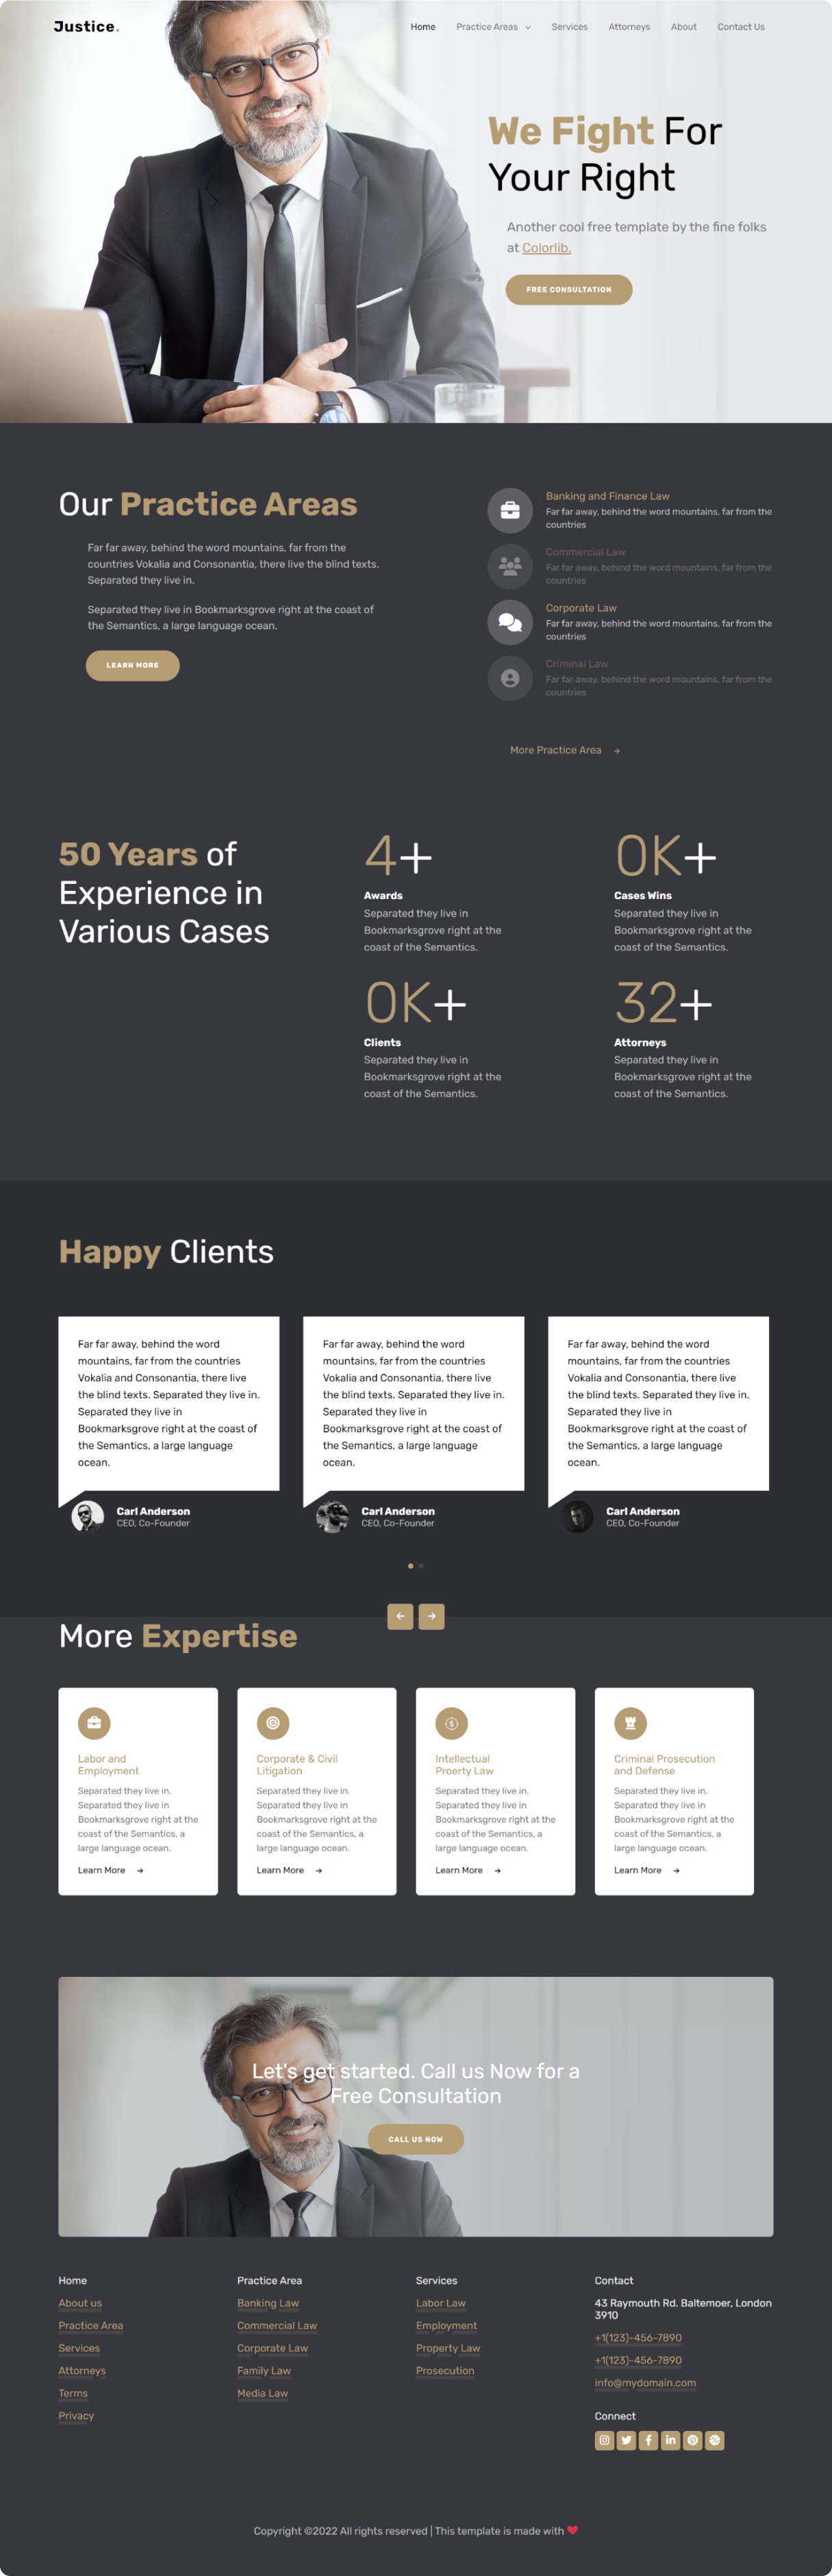 Justice.
Home
Practice Areas
Services
Attorneys
About
Contact Us
We Fight For
Your Right
Another cool free template by the fine folks
at Colorlib.
FREE CONSULTATION
Our Practice Areas
Far far away, behind the word mountains, far from the
countries Vokalia and Consonantia, there live the blind texts.
Separated they live in.
Separated they live in Bookmarksgrove right at the coast of
the Semantics, a large language ocean.
LEARN MORE
Banking and Finance Law
Far far away, behind the word mountains, far from the
countries
Commercial Law
Far far away, behind the word mountains, far from the
countries
Corporate Law
Far far away, behind the word mountains, far from the
countries
Criminal Law
Far far away, behind the word mountains, far from the
countries
More Practice Area
50 Years of
Experience in
Various Cases
4+
Awards
Separated they live in
Bookmarksgrove right at the
coast of the Semantics.
0K+
Cases Wins
Separated they live in
Bookmarksgrove right at the
coast of the Semantics.
0K+
Clients
Separated they live in
Bookmarksgrove right at the
coast of the Semantics.
32+
Attorneys
Separated they live in
Bookmarksgrove right at the
coast of the Semantics.
Happy Clients
Far far away, behind the word
mountains, far from the countries
Vokalia and Consonantia, there live
the blind texts. Separated they live in.
Separated they live in
Bookmarksgrove right at the coast of
the Semantics, a large language
ocean.
Carl Anderson
CEO, Co-Founder
Far far away, behind the word
mountains, far from the countries
Vokalia and Consonantia, there live
the blind texts. Separated they live in.
Separated they live in
Bookmarksgrove right at the coast of
the Semantics, a large language
ocean.
Carl Anderson
CEO, Co-Founder
Far far away, behind the word
mountains, far from the countries
Vokalia and Consonantia, there live
the blind texts. Separated they live in.
Separated they live in
Bookmarksgrove right at the coast of
the Semantics, a large language
ocean.
Carl Anderson
CEO, Co-Founder
More Expertise
Labor and
Employment
Separated they live in.
Separated they live in
Bookmarksgrove right at the
coast of the Semantics, a
large language ocean.
Learn More
Corporate & Civil
Litigation
Separated they live in.
Separated they live in
Bookmarksgrove right at the
coast of the Semantics, a
large language ocean.
Learn More
Intellectual
Proerty Law
Separated they live in.
Separated they live in
Bookmarksgrove right at the
coast of the Semantics, a
large language ocean.
Learn More
Criminal Prosecution
and Defense
Separated they live in.
Separated they live in
Bookmarksgrove right at the
coast of the Semantics, a
large language ocean.
Learn More
Let's get started. Call us Now for a
Free Consultation
CALL US NOW
Home
About us
Practice Area
Services
Attorneys
Terms
Privacy
Practice Area
Banking Law
Commercial Law
Corporate Law
Family Law
Media Law
Services
Labor Law
Employment
Property Law
Prosecution
Contact
43 Raymouth Rd. Baltemoer, London
3910
+1(123)-456-7890
+1(123)-456-7890
info@mydomain.com
Connect
Copyright ©2022 All rights reserved | This template is made with